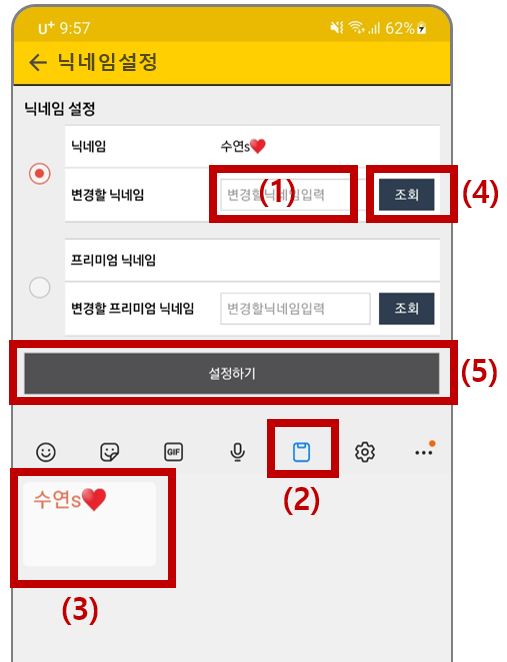 U+ 9:57 62%
닉네임설정
닉네임 설정
닉네임 수연s❤️
변경할 닉네임 변경할닉네임입력 (1) 조회 (4)
프리미엄 닉네임
변경할 프리미엄 닉네임 변경할닉네임입력 조회
설정하기 (5)
GIF
(2)
수연s❤️
(3)